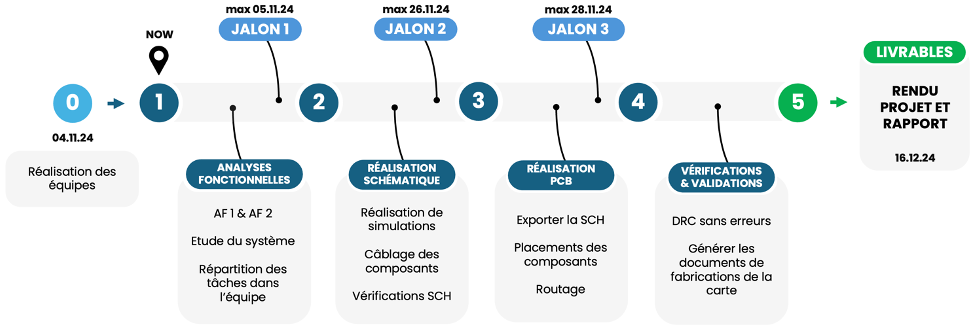 max 05.11.24
JALON 1
max 26.11.24
JALON 2
max 28.11.24
JALON 3
NOW
0
1
2
3
4
5
04.11.24
Réalisation des
équipes
ANALYSES
FONCTIONNELLES
AF 1 & AF 2
Etude du système
Répartition des
tâches dans
l'équipe
RÉALISATION
SCHÉMATIQUE
Réalisation de
simulations
Câblage des
composants
Vérifications SCH
RÉALISATION
PCB
Exporter la SCH
Placements des
composants
Routage
VÉRIFICATIONS
& VALIDATIONS
DRC sans erreurs
Générer les
documents de
fabrications de la
carte
LIVRABLES
RENDU
PROJET ET
RAPPORT
16.12.24